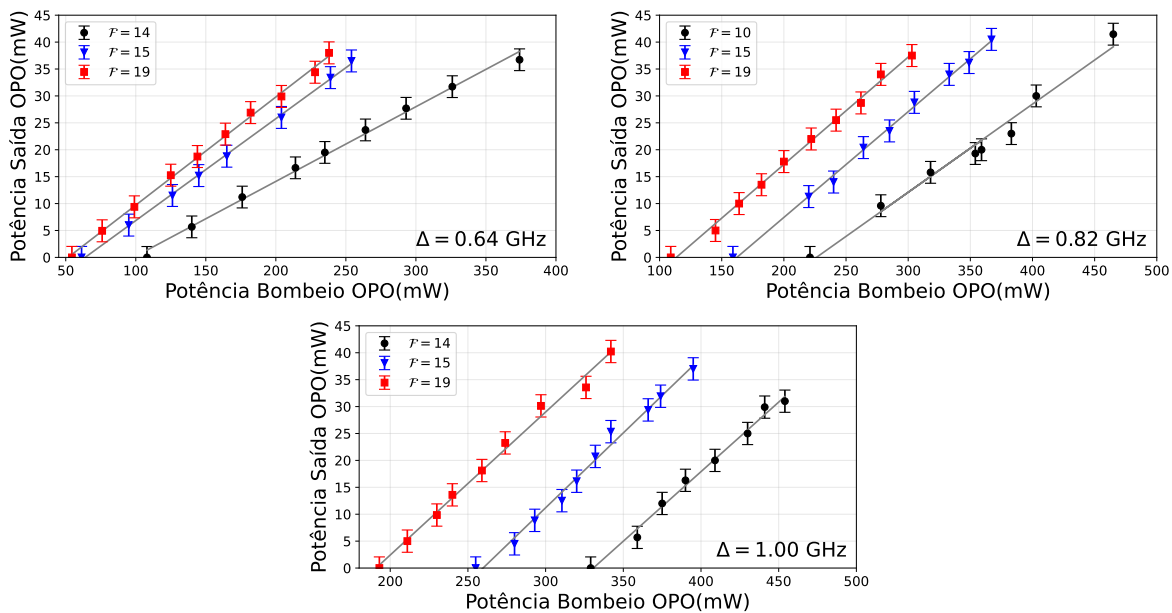 45
40
35
30
25
20
15
10
5
0
Potência Saída OPO(mW)
ℱ = 14
ℱ = 15
ℱ = 19
Δ = 0.64 GHz
50 100 150 200 250 300 350 400
Potência Bombeio OPO(mW)
45
40
35
30
25
20
15
10
5
0
Potência Saída OPO(mW)
ℱ = 10
ℱ = 15
ℱ = 19
Δ = 0.82 GHz
100 150 200 250 300 350 400 450 500
Potência Bombeio OPO(mW)
45
40
35
30
25
20
15
10
5
0
Potência Saída OPO(mW)
ℱ = 14
ℱ = 15
ℱ = 19
Δ = 1.00 GHz
200 250 300 350 400 450 500
Potência Bombeio OPO(mW)